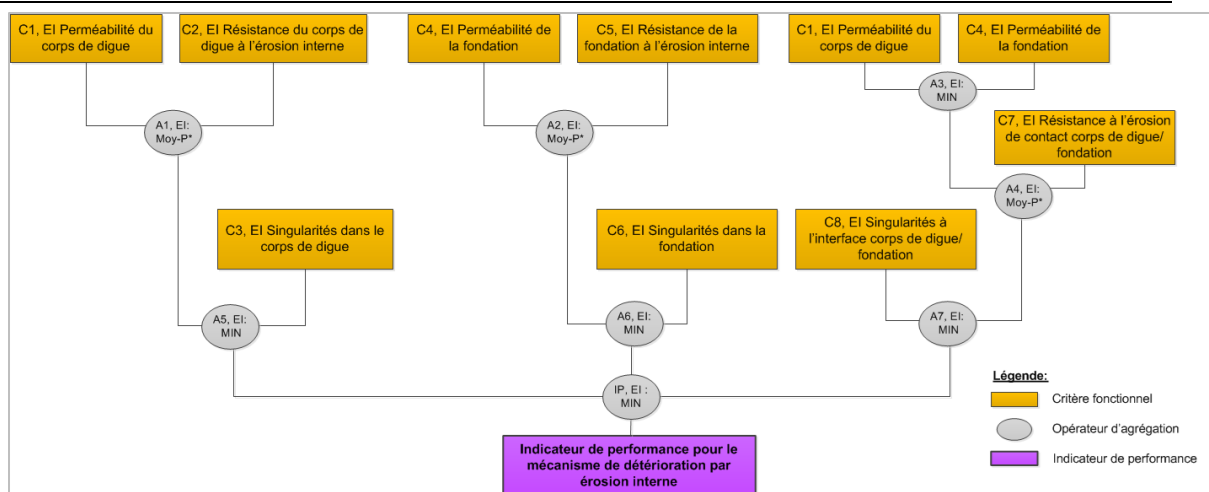 C1, EI Perméabilité du
corps de digue
C2, EI Résistance du corps de
digue à l'érosion interne
C4, EI Perméabilité de
la fondation
C5, EI Résistance de la
fondation à l'érosion interne
C1, EI Perméabilité du
corps de digue
C4, EI Perméabilité de
la fondation
A3, EI:
MIN
A1, EI:
Moy-P*
A2, EI:
Moy-P*
C7, EI Résistance à l'érosion
de contact corps de digue/
fondation
A4, EI:
Moy-P*
C3, EI Singularités dans le
corps de digue
C6, EI Singularités dans la
fondation
C8, EI Singularités à
l'interface corps de digue/
fondation
A5, EI:
MIN
A6, EI:
MIN
A7, EI:
MIN
IP, EI :
MIN
Indicateur de performance pour le
mécanisme de détérioration par
érosion interne
Légende:
Critère fonctionnel
Opérateur d'agrégation
Indicateur de performance